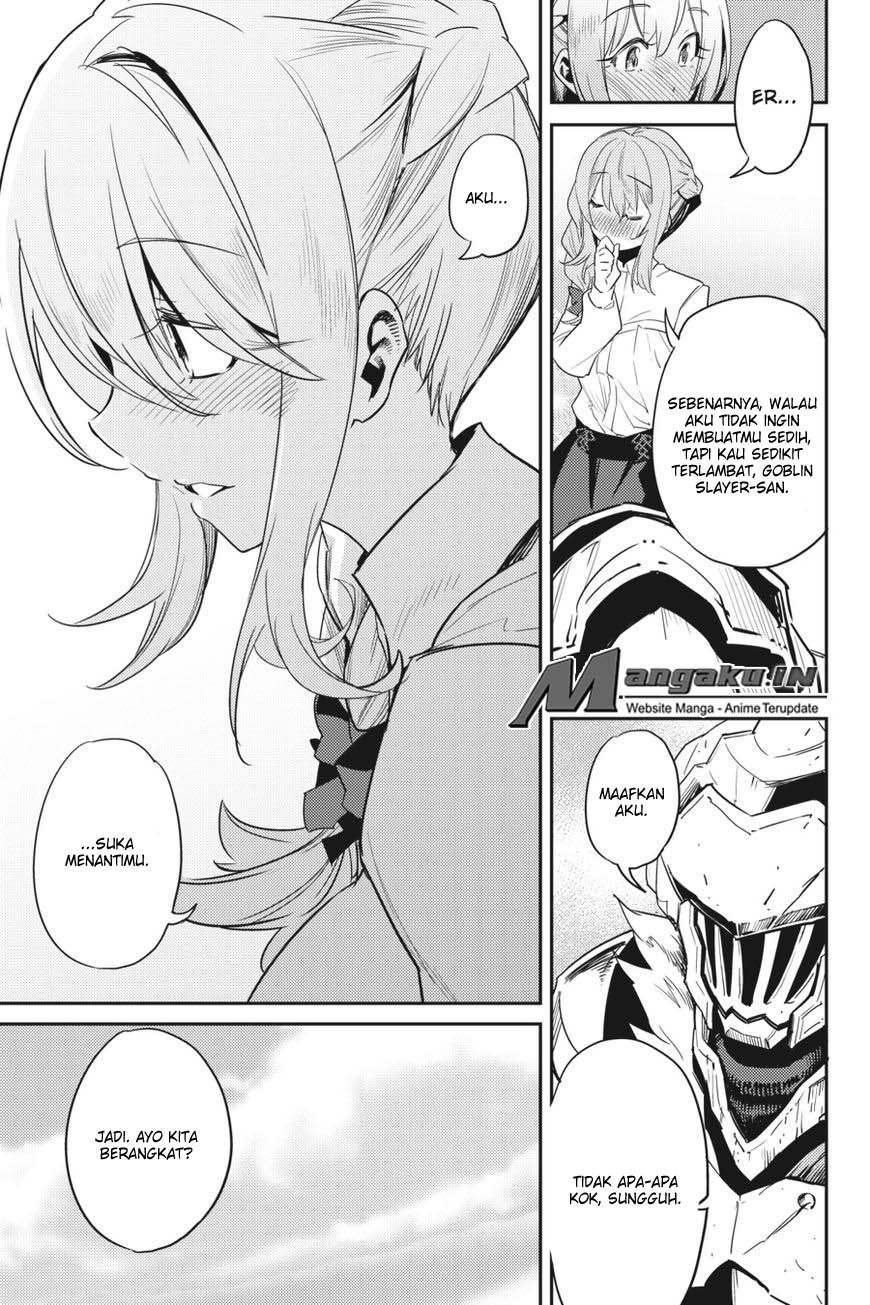 ER...
SEBENARNYA, WALAU
AKU TIDAK INGIN
MEMBUATMU SEDIH,
TAPI KAU SEDIKIT
TERLAMBAT, GOBLIN
SLAYER-SAN.
Mangaku.IN
Website Manga - Anime Terupdate
MAAFKAN
AKU.
TIDAK APA-APA
KOK, SUNGGUH.
AKU...
...SUKA
MENANTIMU.
JADI. AYO KITA
BERANGKAT?